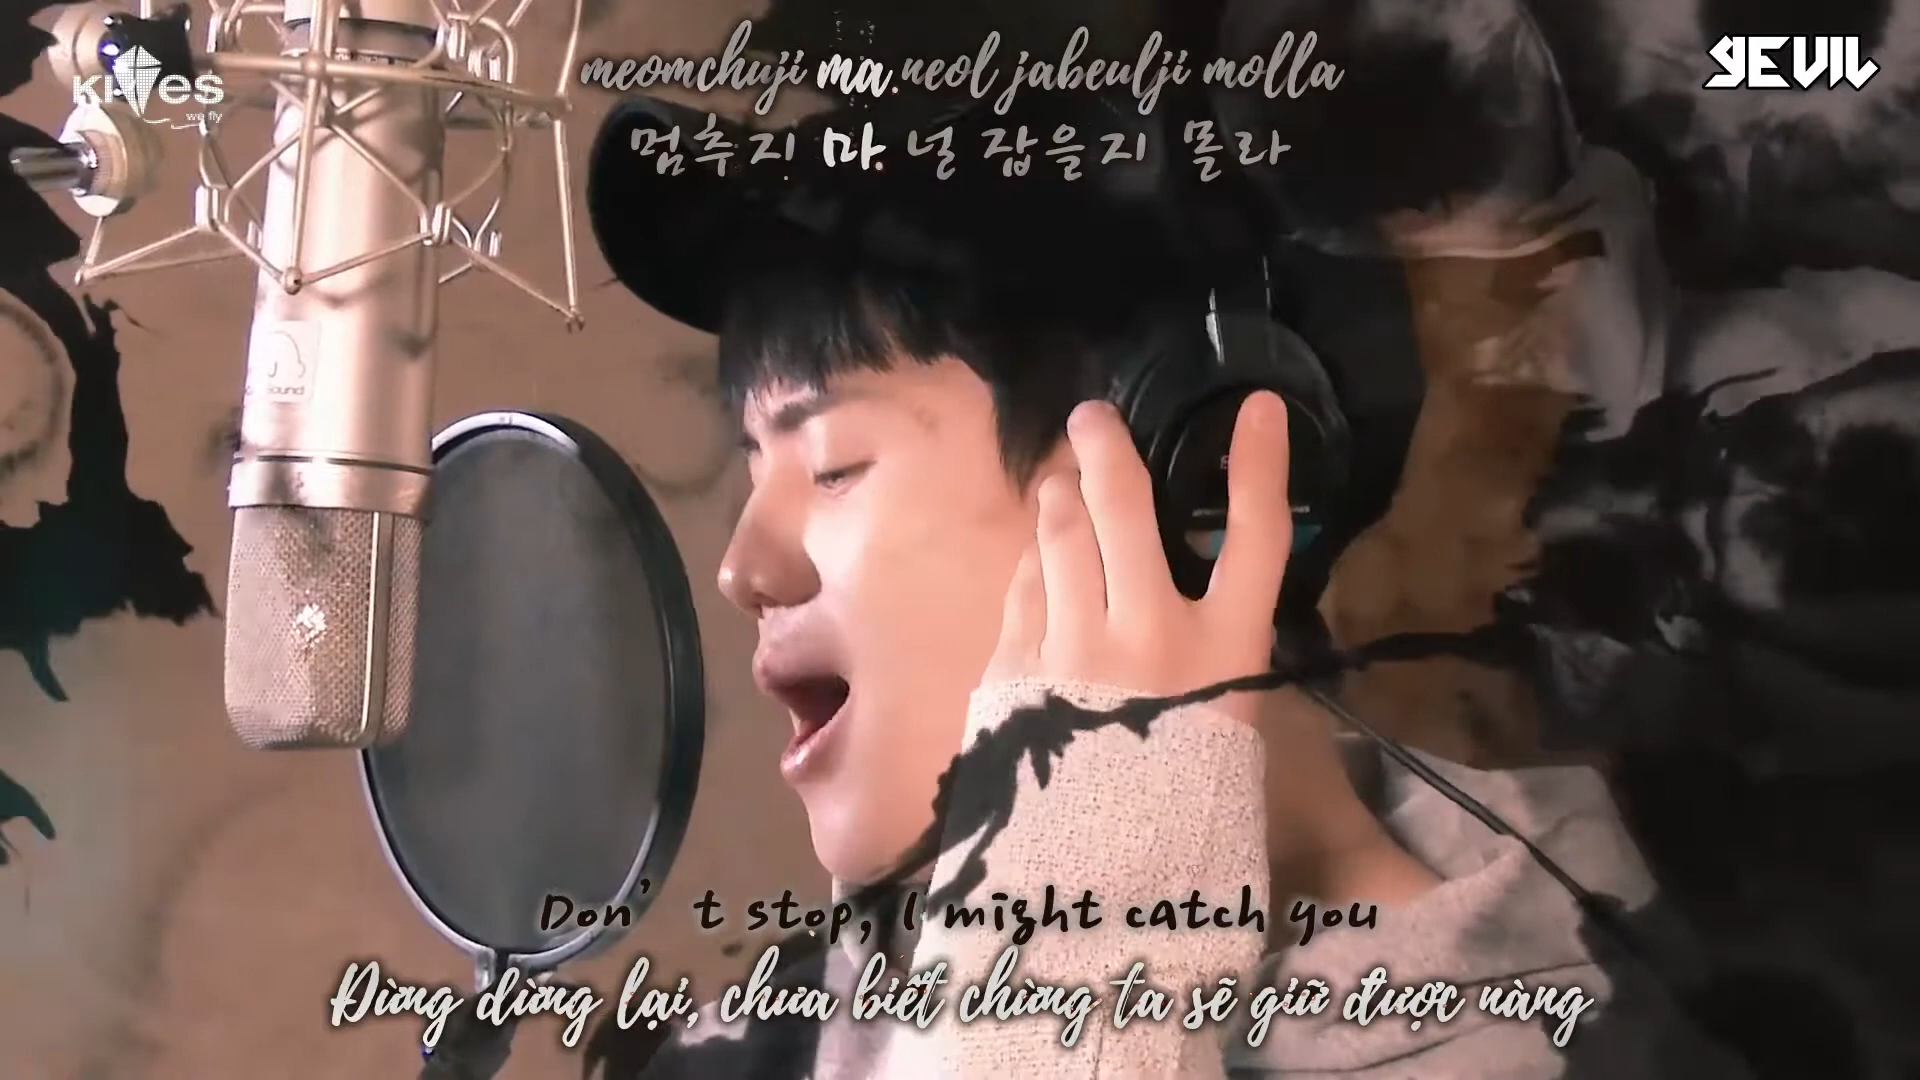 KITES
we fly
YEVIL
meomchuji ma neol jabeulji molla
멈추지 마 널 잡을지 몰라
Don't stop, I might catch you
Đừng dừng lại, chưa biết chừng ta sẽ giữ được nàng